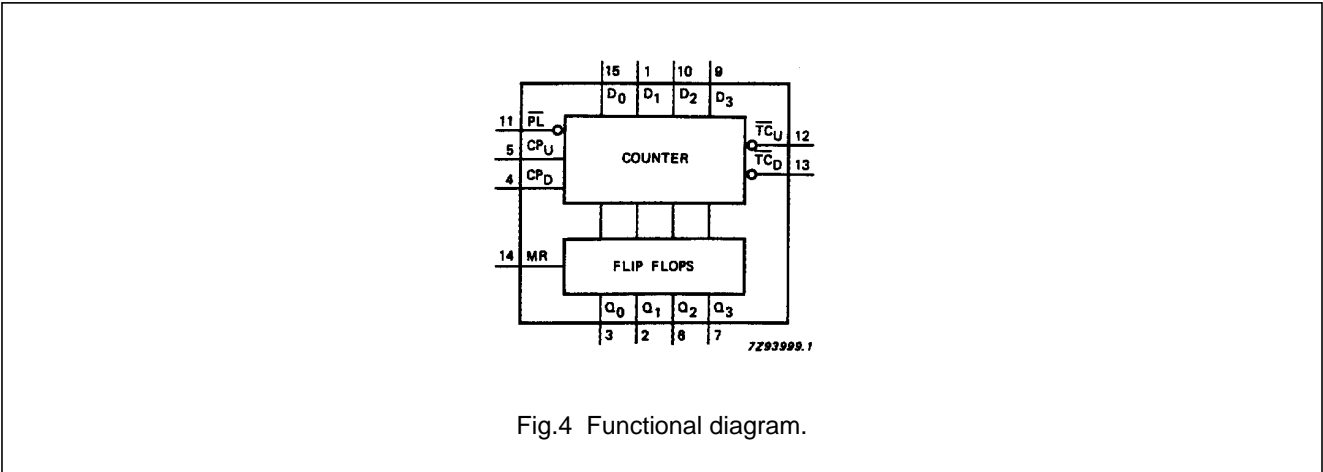 15 1 10 9
D0 D1 D2 D3
11 PL TCU 12
5 CPU COUNTER TCD 13
4 CPD
14 MR FLIP FLOPS
Q0 Q1 Q2 Q3
3 2 6 7
7Z93999.1
Fig.4 Functional diagram.